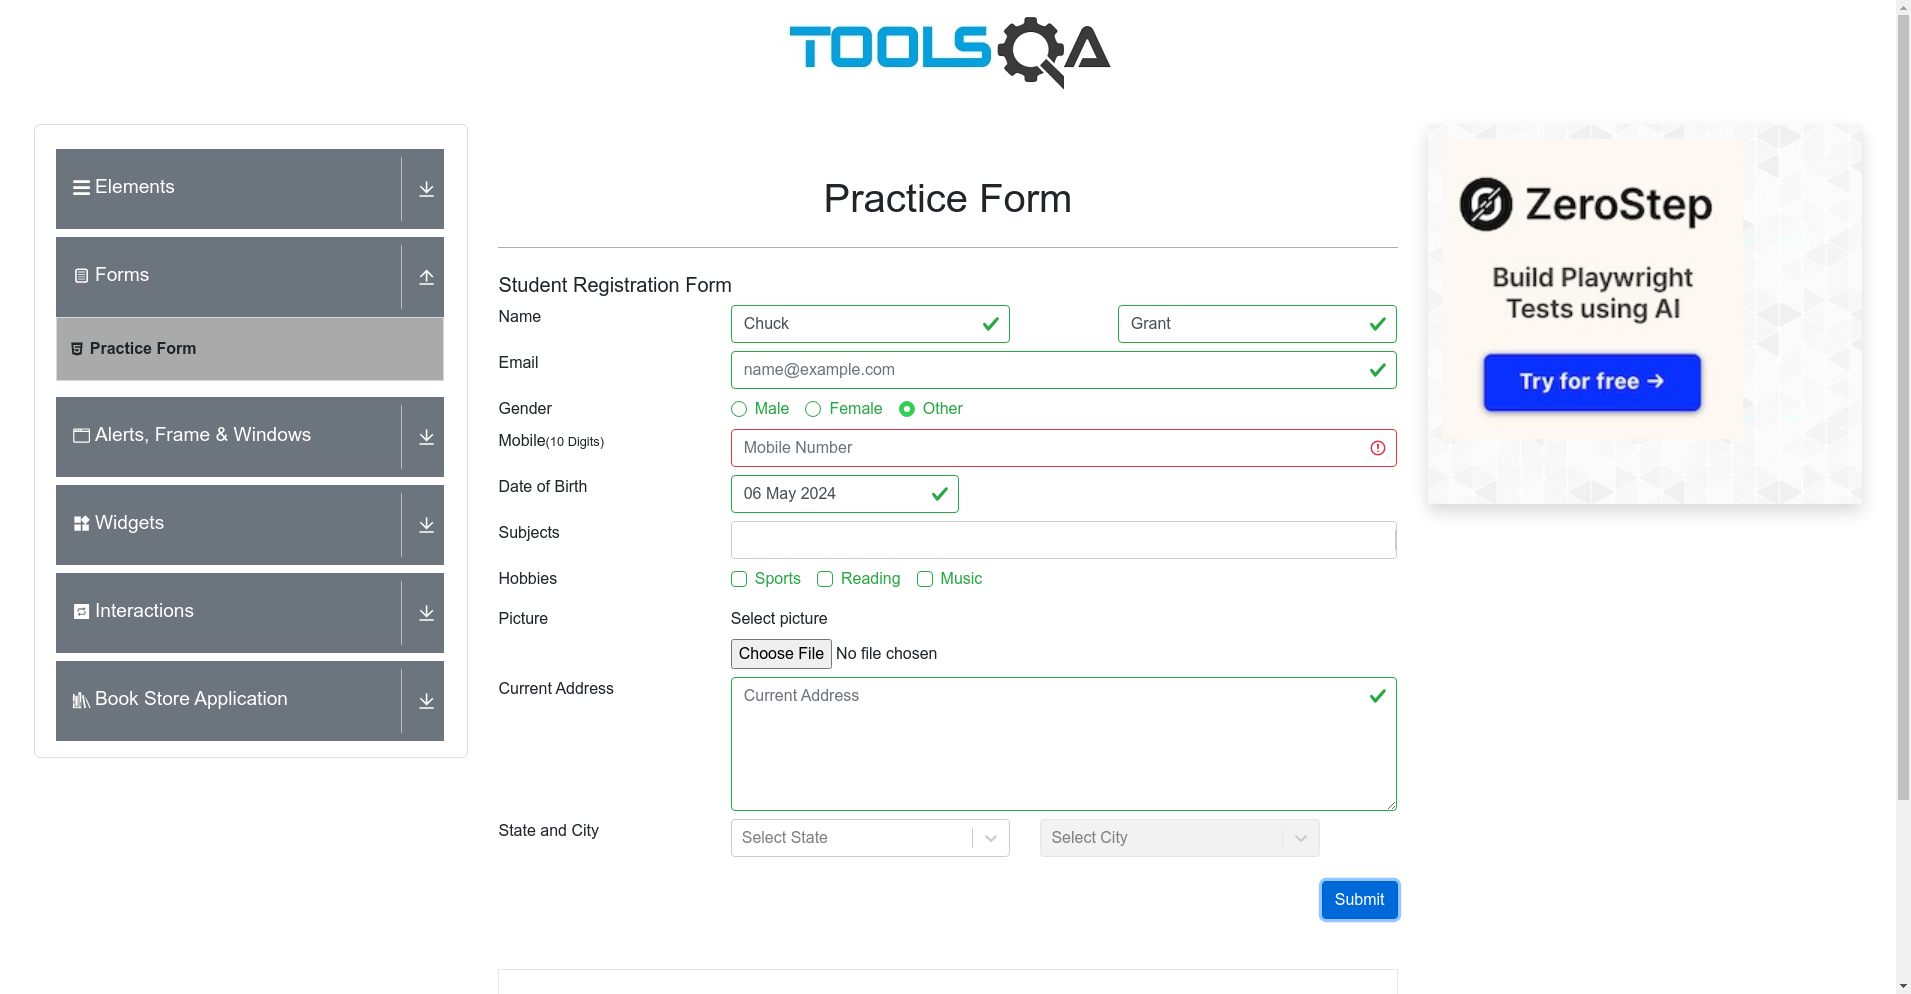 TOOLSQA
Elements
Forms
Practice Form
Alerts, Frame & Windows
Widgets
Interactions
Book Store Application
Practice Form
Student Registration Form
Name
Chuck
Grant
Email
name@example.com
Gender
Male
Female
Other
Mobile(10 Digits)
Mobile Number
Date of Birth
06 May 2024
Subjects
Hobbies
Sports
Reading
Music
Picture
Select picture
Choose File No file chosen
Current Address
Current Address
State and City
Select State
Select City
Submit
ZeroStep
Build Playwright
Tests using AI
Try for free →